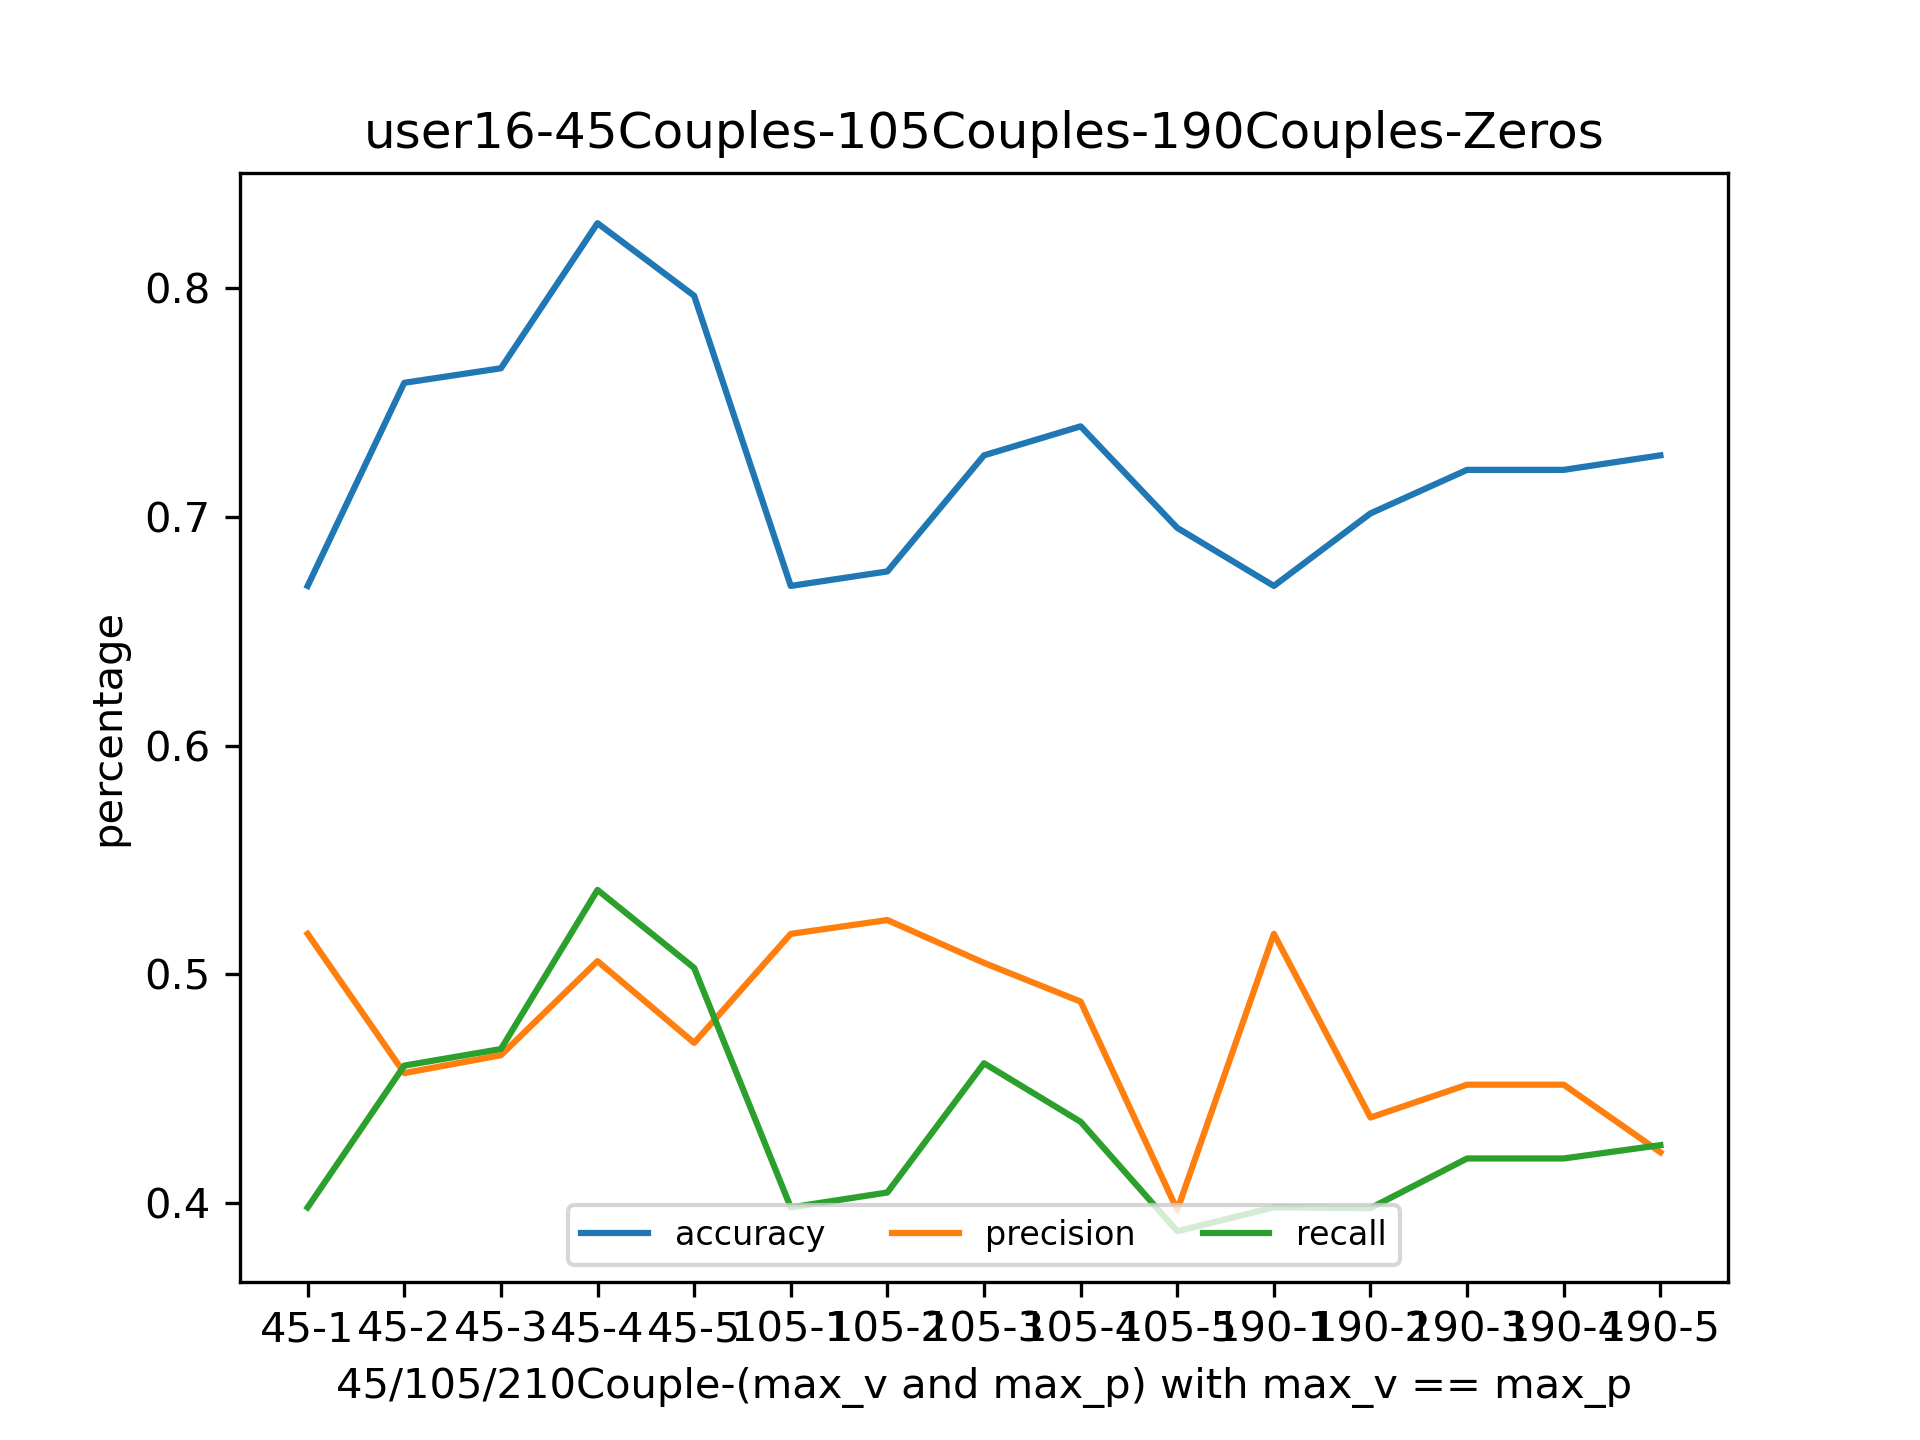 user16-45Couples-105Couples-190Couples-Zeros
0.8
0.7
0.6
0.5
0.4
percentage
accuracy precision recall
45-1 45-2 45-3 45-4 45-5 105-1 105-2 105-3 105-4 105-5 190-1 190-2 190-3 190-4 190-5
45/105/210Couple-(max_v and max_p) with max_v == max_p